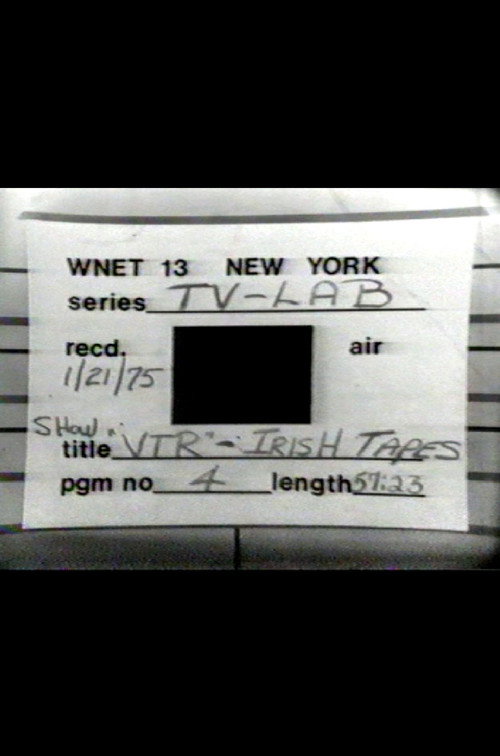 WNET 13 NEW YORK
series TV-LAB
recd. air
1/21/75
SHOW "VTR" - IRISH TAPES
title
pgm no 4 length 57:23